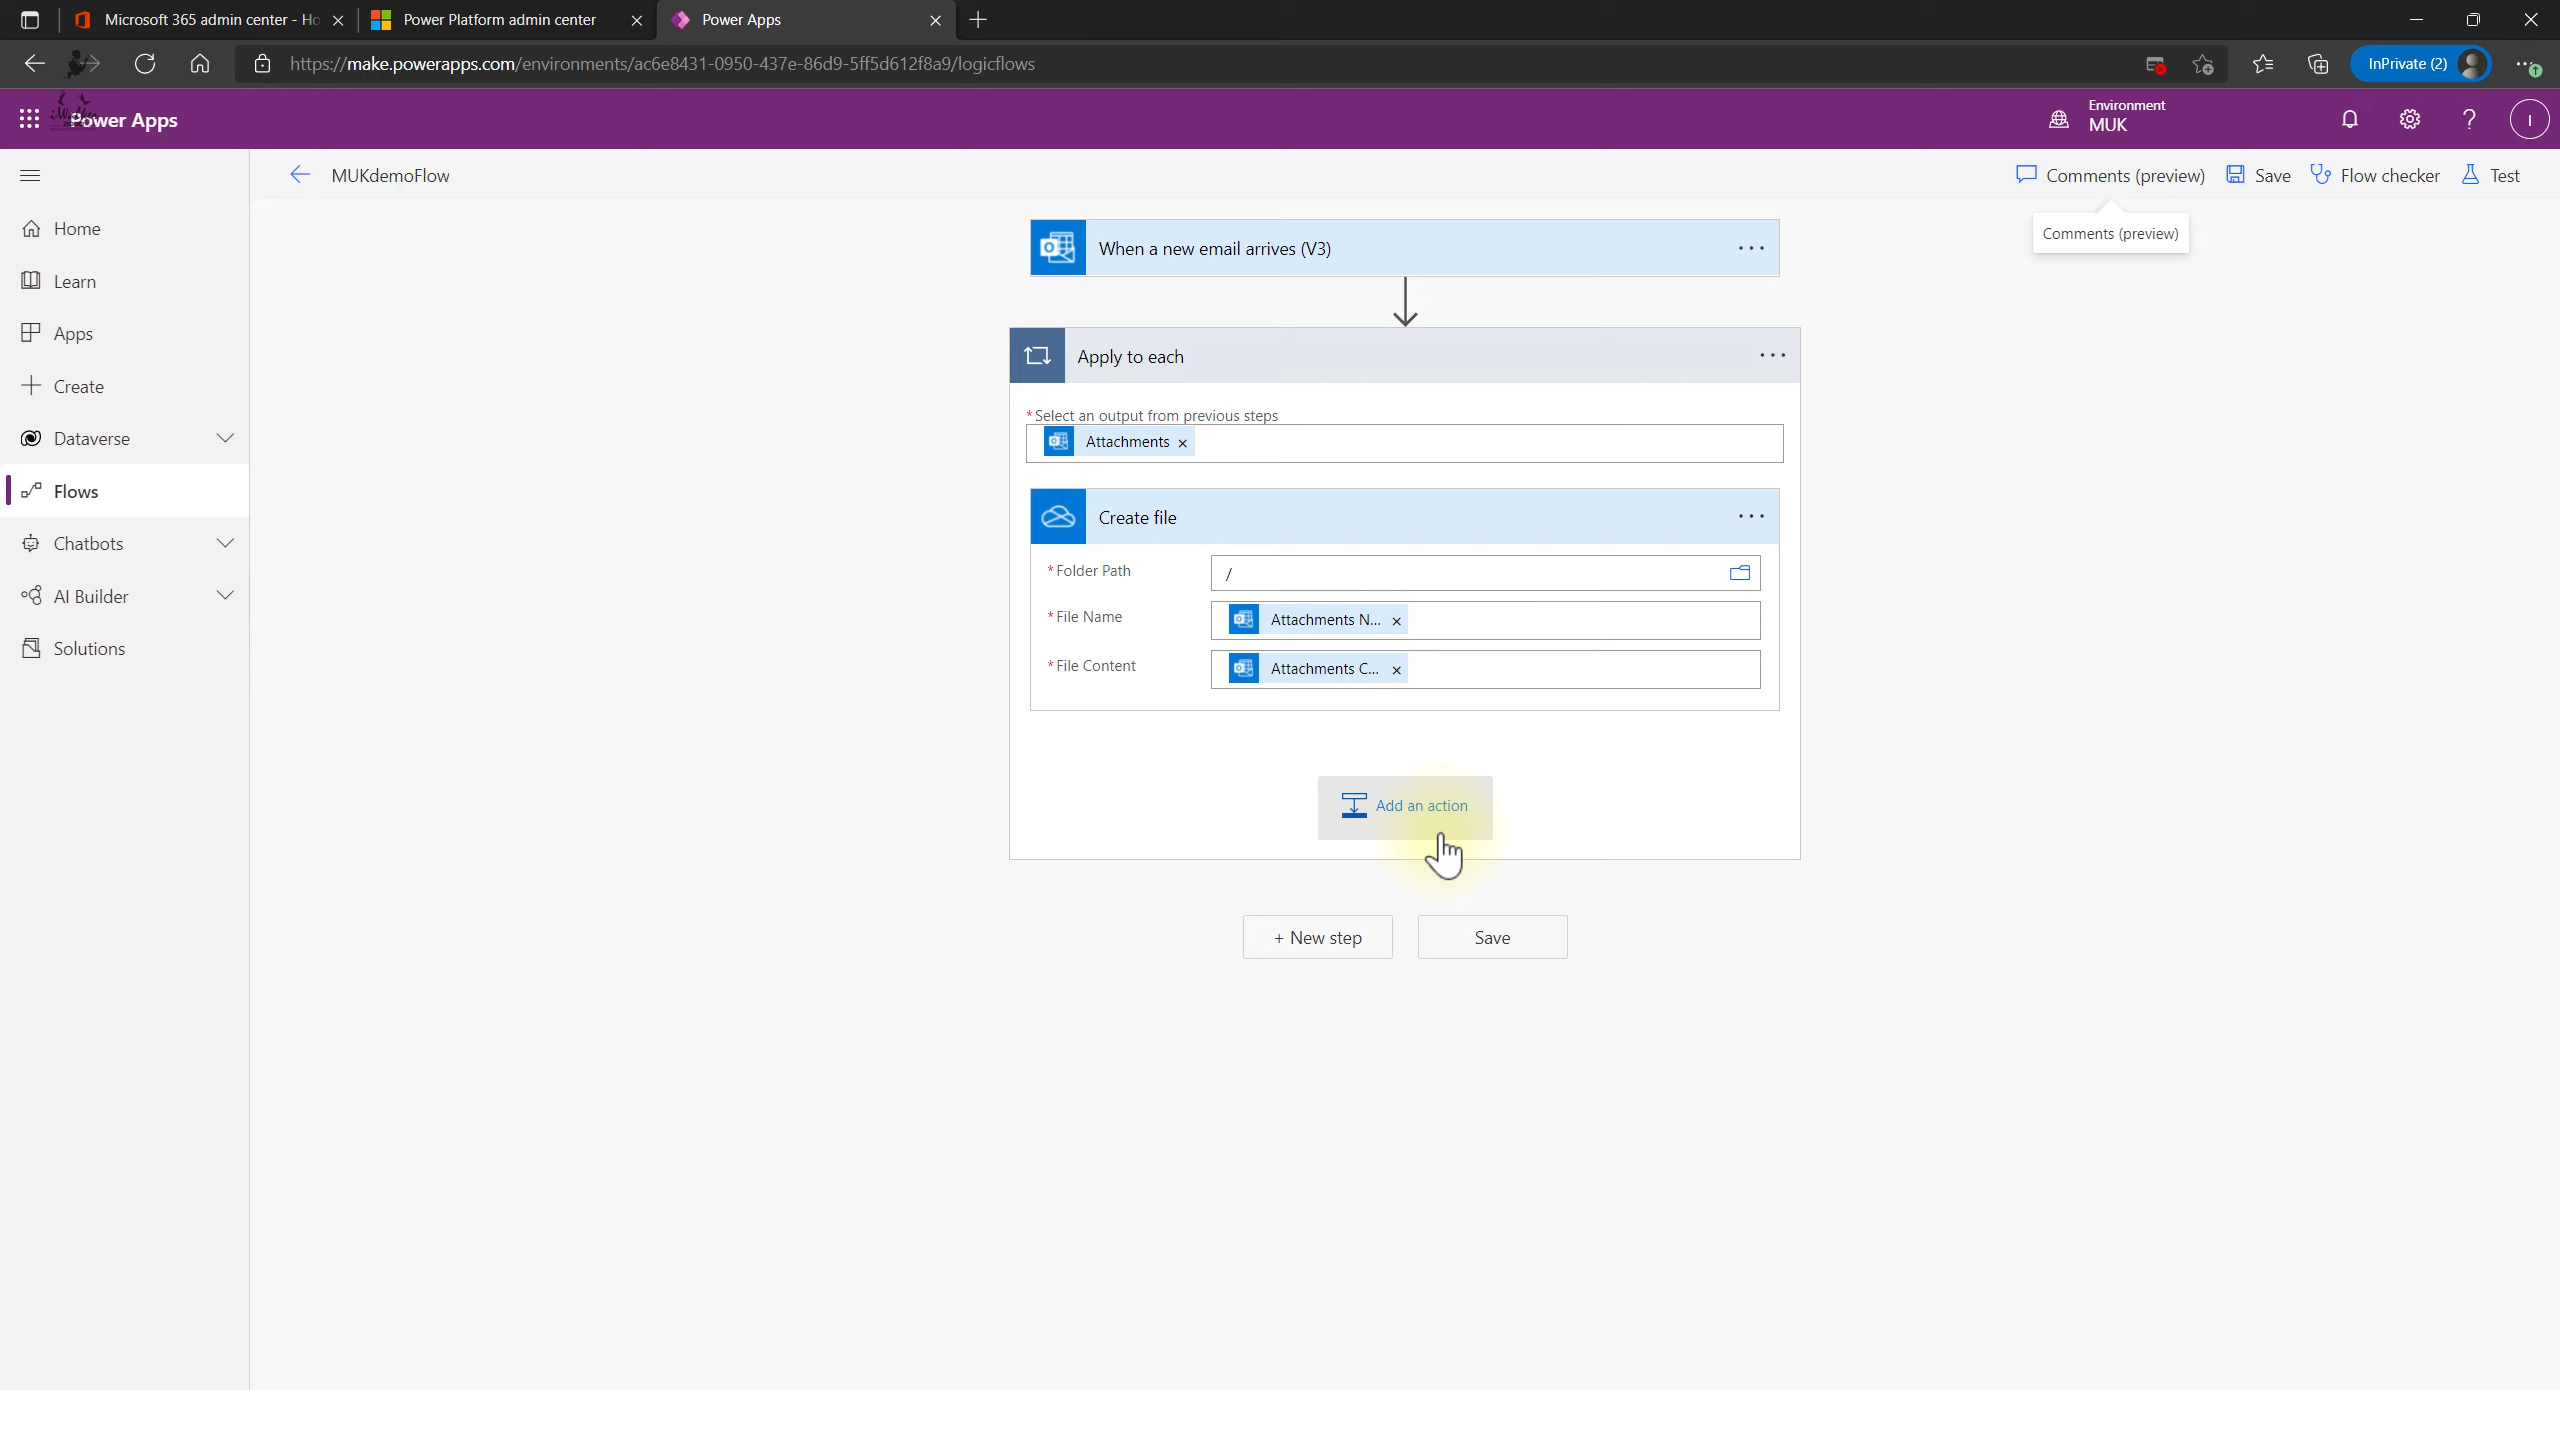 Microsoft 365 admin center - Ho
Power Platform admin center
Power Apps
https://make.powerapps.com/environments/ac6e8431-0950-437e-86d9-5ff5d612f8a9/logicflows
InPrivate (2)
Power Apps
Environment
MUK
I
MUKdemoFlow
Comments (preview)
Save
Flow checker
Test
Comments (preview)
Home
Learn
Apps
Create
Dataverse
Flows
Chatbots
AI Builder
Solutions
When a new email arrives (V3)
Apply to each
* Select an output from previous steps
Attachments ×
Create file
* Folder Path
/
* File Name
Attachments N... ×
* File Content
Attachments C... ×
Add an action
+ New step
Save